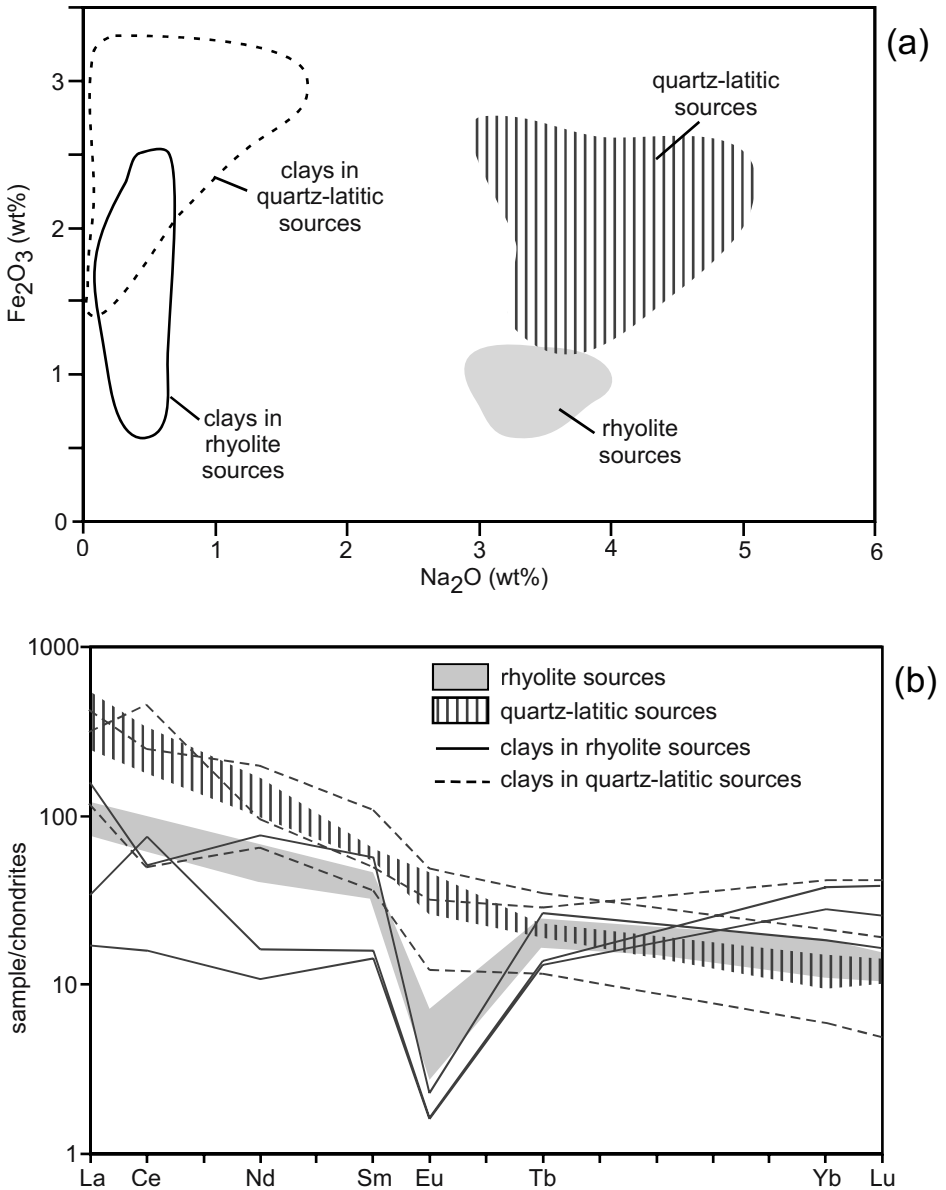 (a)
3
2
1
0
Fe2O3 (wt%)
quartz-latitic
sources
clays in
quartz-latitic
sources
clays in
rhyolite
sources
rhyolite
sources
0 1 2 3 4 5 6
Na2O (wt%)
(b)
1000
100
10
1
sample/chondrites
rhyolite sources
quartz-latitic sources
clays in rhyolite sources
clays in quartz-latitic sources
La Ce Nd Sm Eu Tb Yb Lu